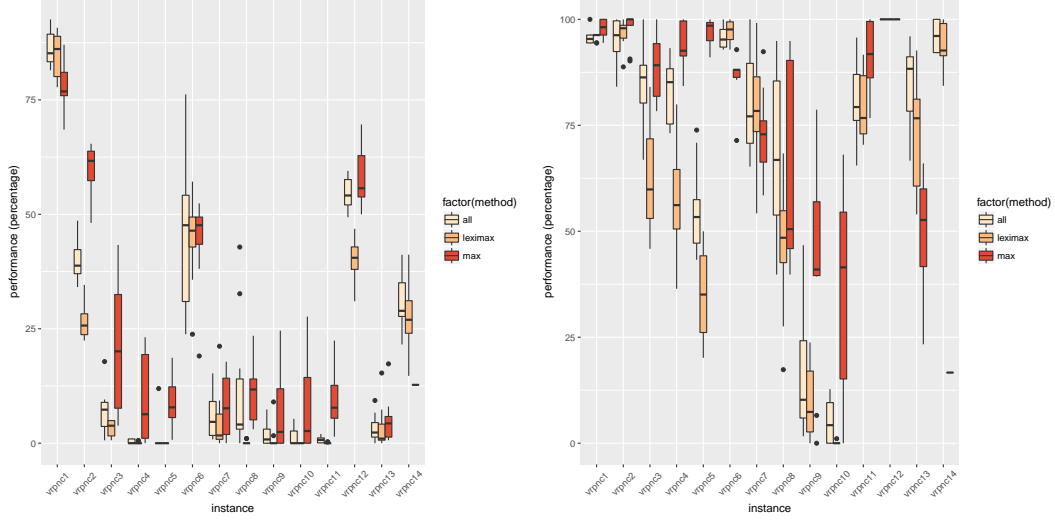 75
50
25
0
performance (percentage)
vrpnc1
vrpnc2
vrpnc3
vrpnc4
vrpnc5
vrpnc6
vrpnc7
vrpnc8
vrpnc9
vrpnc10
vrpnc11
vrpnc12
vrpnc13
vrpnc14
instance
factor(method)
all
leximax
max
100
75
50
25
0
performance (percentage)
vrpnc1
vrpnc2
vrpnc3
vrpnc4
vrpnc5
vrpnc6
vrpnc7
vrpnc8
vrpnc9
vrpnc10
vrpnc11
vrpnc12
vrpnc13
vrpnc14
instance
factor(method)
all
leximax
max